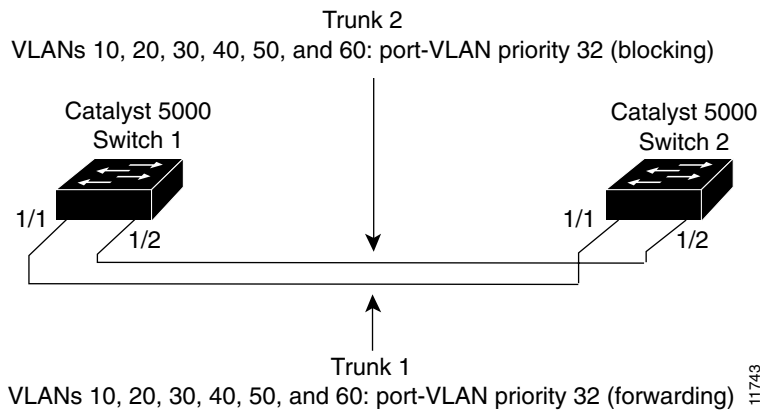 Trunk 2
VLANs 10, 20, 30, 40, 50, and 60: port-VLAN priority 32 (blocking)
Catalyst 5000
Switch 1
Catalyst 5000
Switch 2
1/1
1/2
1/1
1/2
Trunk 1
VLANs 10, 20, 30, 40, 50, and 60: port-VLAN priority 32 (forwarding)
11743